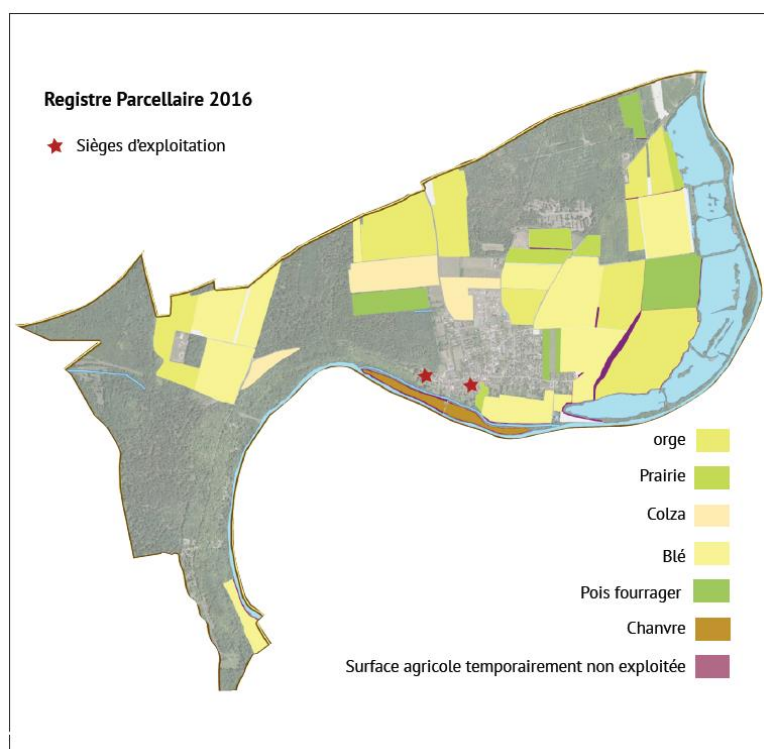 Registre Parcellaire 2016
Sièges d'exploitation
orge
Prairie
Colza
Blé
Pois fourrager
Chanvre
Surface agricole temporairement non exploitée